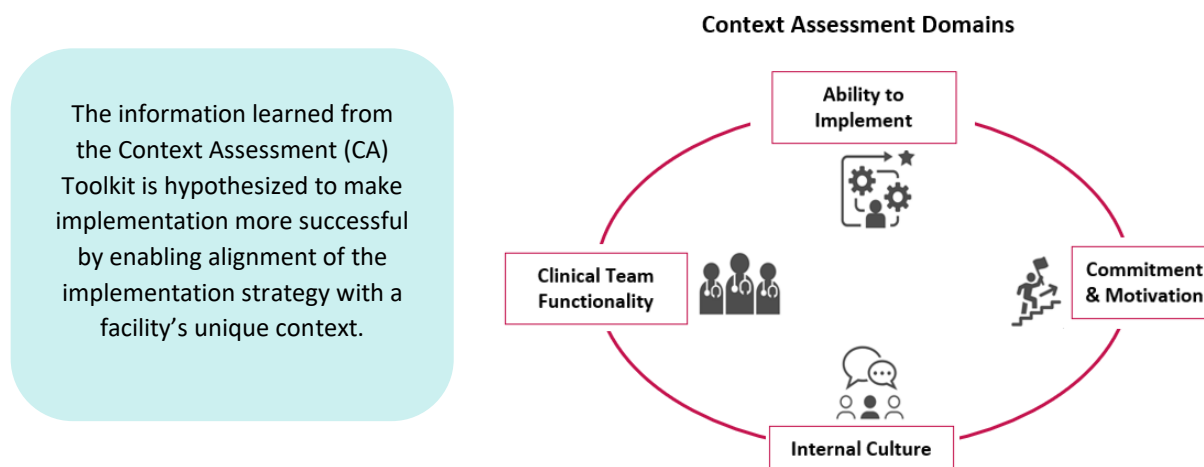 The information learned from
the Context Assessment (CA)
Toolkit is hypothesized to make
implementation more successful
by enabling alignment of the
implementation strategy with a
facility’s unique context.
Context Assessment Domains
Ability to
Implement
Clinical Team
Functionality
Commitment
& Motivation
Internal Culture